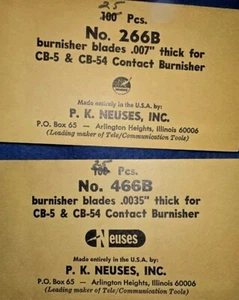 25
100 Pcs.
No. 266B
burnisher blades .007" thick for
CB-5 & CB-54 Contact Burnisher
Made entirely in the U.S.A. by:
P. K. NEUSES, INC.
P.O. Box 65 - Arlington Heights, Illinois 60006
(Leading maker of Tele/Communication Tools)
25
100 Pcs.
No. 466B
burnisher blades .0035" thick for
CB-5 & CB-54 Contact Burnisher
Neuses
Made entirely in the U.S.A. by:
P. K. NEUSES, INC.
P.O. Box 65 - Arlington Heights, Illinois 60006
(Leading maker of Tele/Communication Tools)